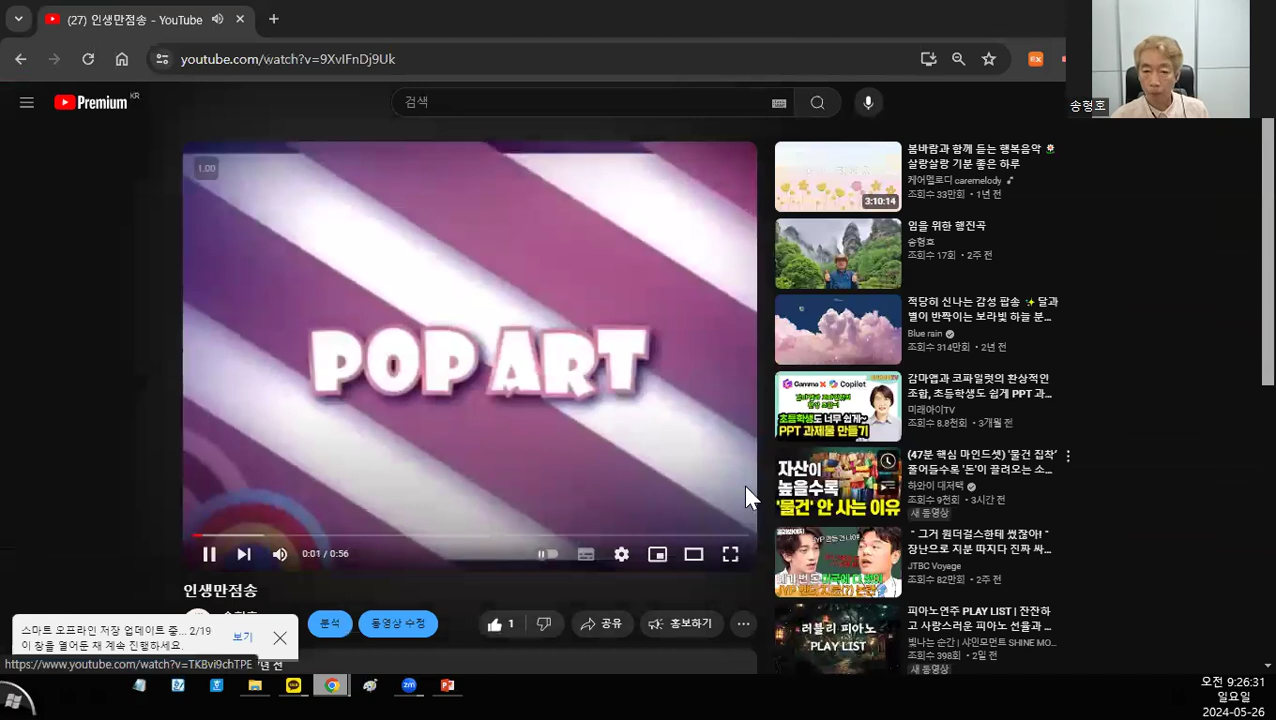 (27) 인생만점송 - YouTube
youtube.com/watch?v=9XvIFnDj9Uk
송형호
Premium KR
검색
1.00
POP ART
0:01 / 0:56
인생만점송
분석
동영상 수정
1
공유
홍보하기
스마트 오프라인 저장 업데이트 중... 2/19
이 창을 열어둔 채 계속 진행하세요.
보기
https://www.youtube.com/watch?v=TKBvi9chTPE
년 전
3:10:14
봄바람과 함께 듣는 행복음악
살랑살랑 기분 좋은 하루
케어멜로디 caremelody
조회수 33만회 • 1년 전
임을 위한 행진곡
송형호
조회수 17회 • 2주 전
적당히 신나는 감성 팝송 ✨ 달과
별이 반짝이는 보라빛 하늘 분...
Blue rain
조회수 314만회 • 2년 전
Gamma X Copilot
초등학생도 너무 쉽게~
PPT 과제물 만들기
감마앱과 코파일럿의 환상적인
조합, 초등학생도 쉽게 PPT 과...
미래아이TV
조회수 8.8천회 • 3개월 전
자산이
높을수록
'물건' 안 사는 이유
(47분 핵심 마인드셋) '물건 집착'
풀어듣수록 '돈'이 끌려오는 소...
하와이 대저택
조회수 9천회 • 3시간 전
새 동영상
" 그거 원더걸스한테 썼잖아! "
장난으로 지분 따지다 진짜 싸...
JTBC Voyage
조회수 82만회 • 2주 전
러블리 피아노
PLAY LIST
피아노연주 PLAY LIST | 잔잔하
고 사랑스러운 피아노 선율과 ...
빛나는 순간 | 샤인모먼트 SHINE MO...
조회수 398회 • 2일 전
새 동영상
zm
오전 9:26:31
일요일
2024-05-26